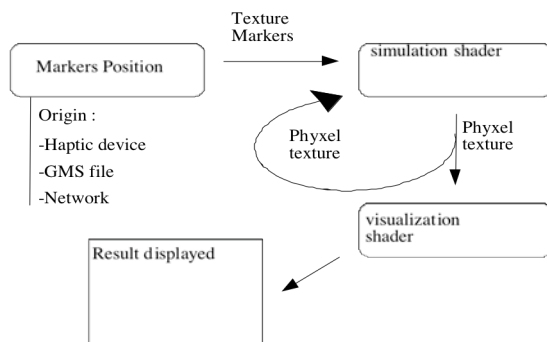 Texture
Markers
Markers Position
simulation shader
Origin :
-Haptic device
-GMS file
-Network
Phyxel
texture
Phyxel
texture
visualization
shader
Result displayed